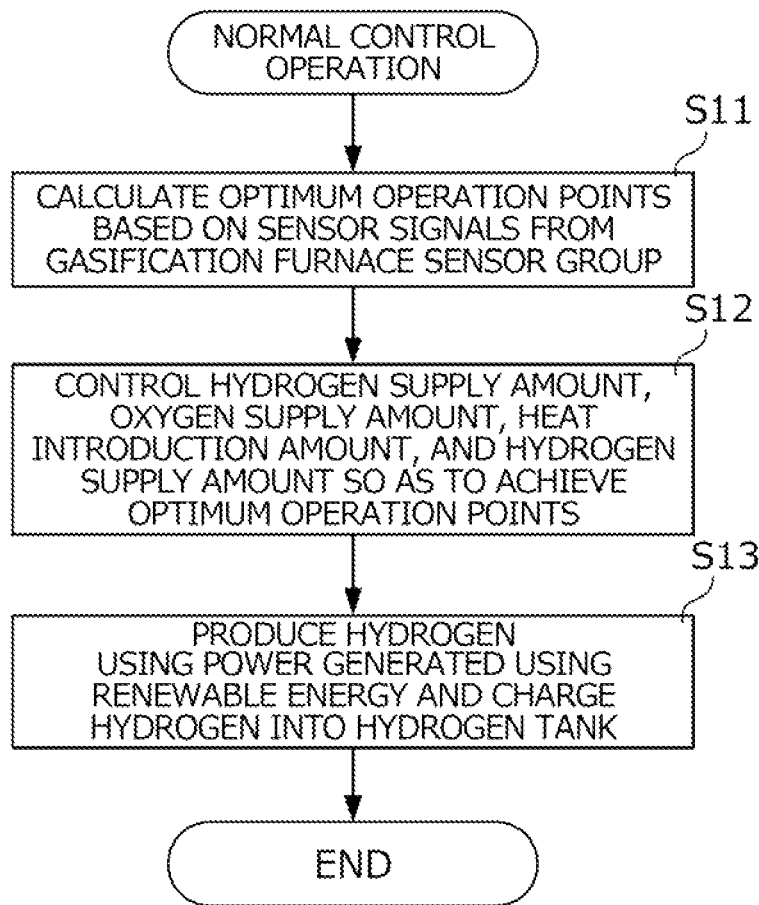 NORMAL CONTROL
OPERATION
S11
CALCULATE OPTIMUM OPERATION POINTS
BASED ON SENSOR SIGNALS FROM
GASIFICATION FURNACE SENSOR GROUP
S12
CONTROL HYDROGEN SUPPLY AMOUNT,
OXYGEN SUPPLY AMOUNT, HEAT
INTRODUCTION AMOUNT, AND HYDROGEN
SUPPLY AMOUNT SO AS TO ACHIEVE
OPTIMUM OPERATION POINTS
S13
PRODUCE HYDROGEN
USING POWER GENERATED USING
RENEWABLE ENERGY AND CHARGE
HYDROGEN INTO HYDROGEN TANK
END